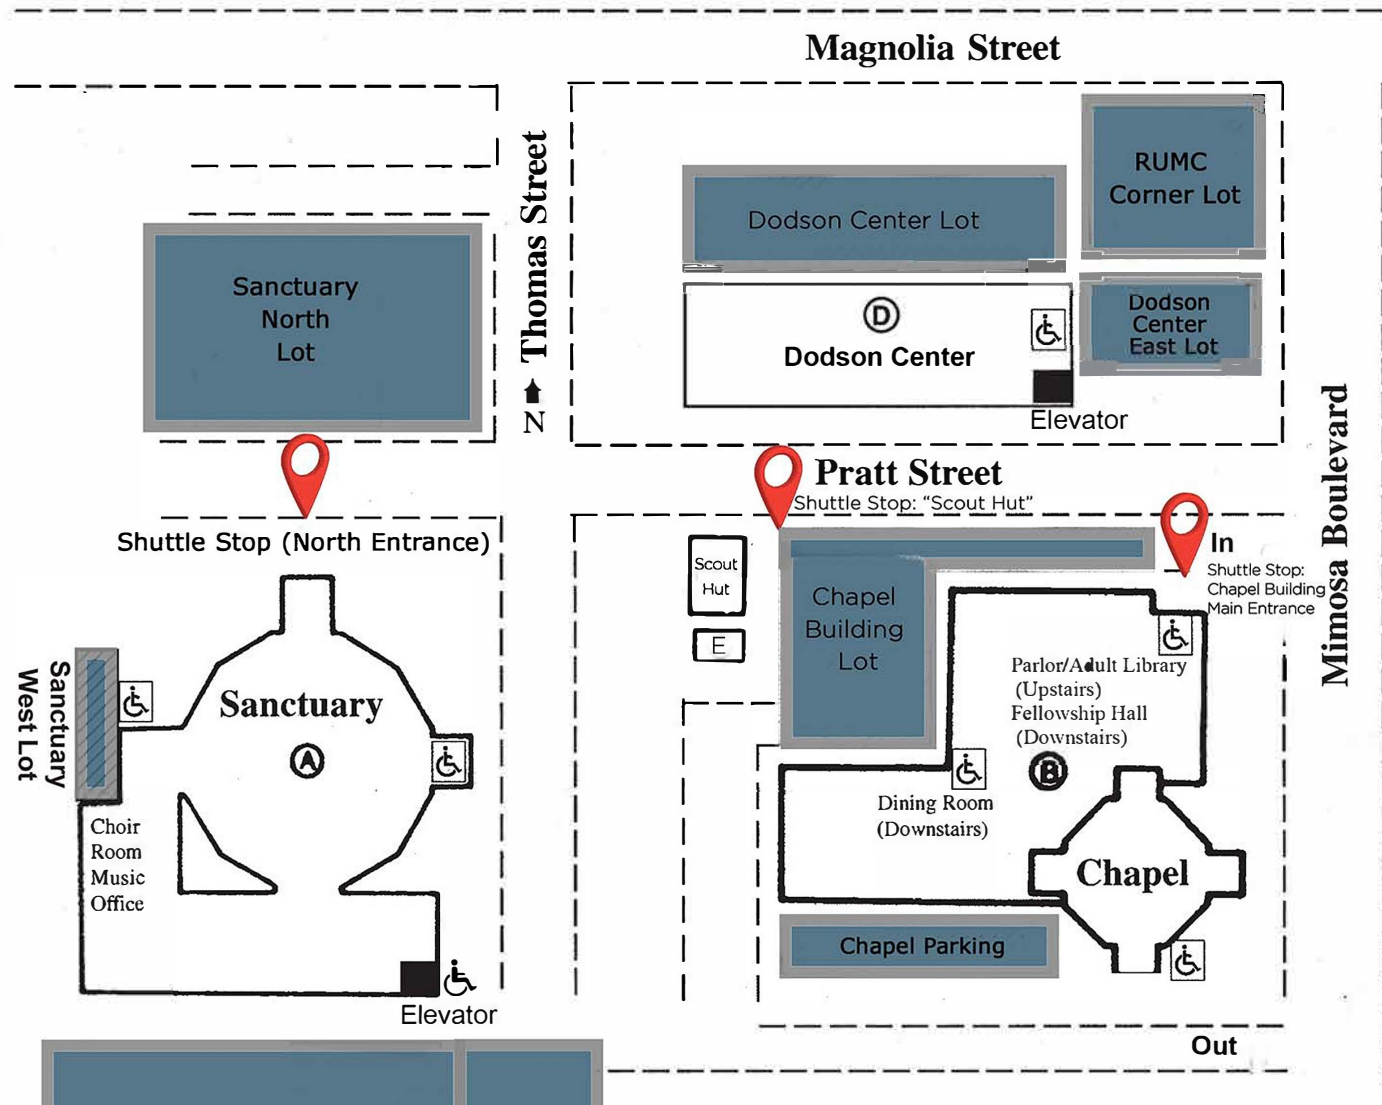 Magnolia Street
RUMC
Corner Lot
Dodson Center Lot
Thomas Street
N
Sanctuary
North
Lot
D
Dodson Center
Dodson
Center
East Lot
Elevator
Mimosa Boulevard
Pratt Street
Shuttle Stop: “Scout Hut”
Shuttle Stop (North Entrance)
In
Shuttle Stop:
Chapel Building
Main Entrance
Scout
Hut
E
Chapel
Building
Lot
Parlor/Adult Library
(Upstairs)
Fellowship Hall
(Downstairs)
B
Sanctuary
West Lot
Sanctuary
A
Dining Room
(Downstairs)
Choir
Room
Music
Office
Chapel
Chapel Parking
Elevator
Out